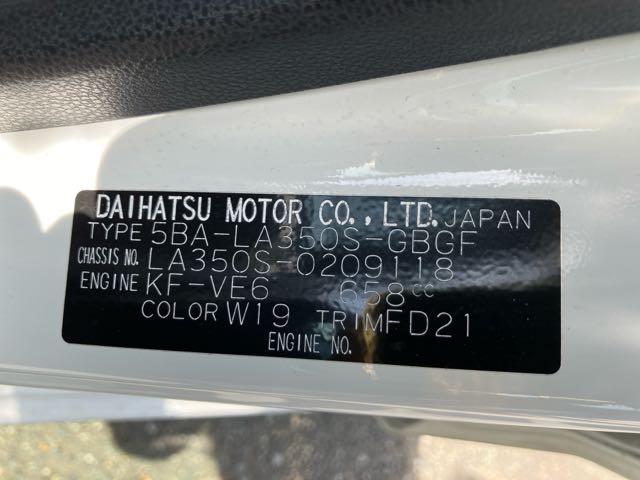 DAIHATSU MOTOR CO., LTD. JAPAN
TYPE 5BA-LA350S-GBGF
CHASSIS NO. LA350S-0209118
ENGINE KF-VE6 658cc
COLOR W19 TRIM FD21
ENGINE NO.